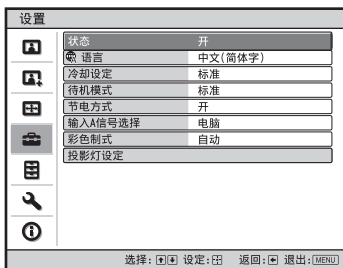 设置
状态 开
语言 中文(简体字)
冷却设定 标准
待机模式 标准
节电方式 开
输入A信号选择 电脑
彩色制式 自动
投影灯设定
选择: 设定: 返回: 退出:MENU